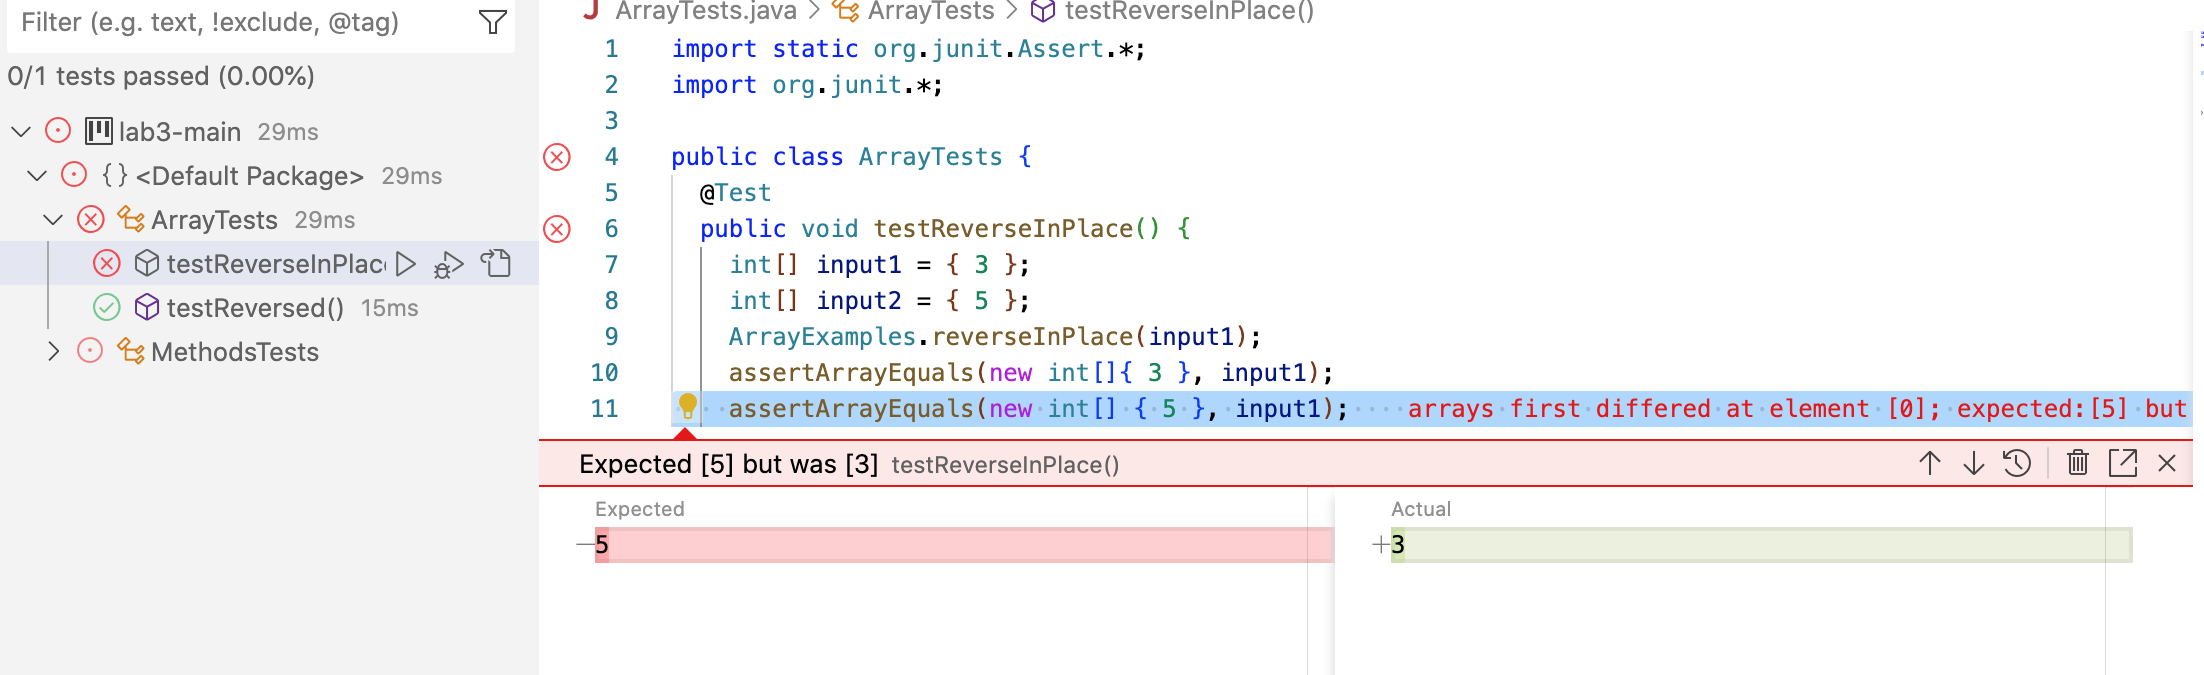 Filter (e.g. text, !exclude, @tag)
0/1 tests passed (0.00%)
lab3-main 29ms
{} <Default Package> 29ms
ArrayTests 29ms
testReverseInPlac
testReversed() 15ms
MethodsTests
J ArrayTests.java > ArrayTests > testReverseInPlace()
1 import static org.junit.Assert.*;
2 import org.junit.*;
3
4 public class ArrayTests {
5 @Test
6 public void testReverseInPlace() {
7 int[] input1 = { 3 };
8 int[] input2 = { 5 };
9 ArrayExamples.reverseInPlace(input1);
10 assertArrayEquals(new int[]{ 3 }, input1);
11 assertArrayEquals(new int[] { 5 }, input1); arrays first differed at element [0]; expected:[5] but
Expected [5] but was [3] testReverseInPlace()
Expected Actual
−5 +3